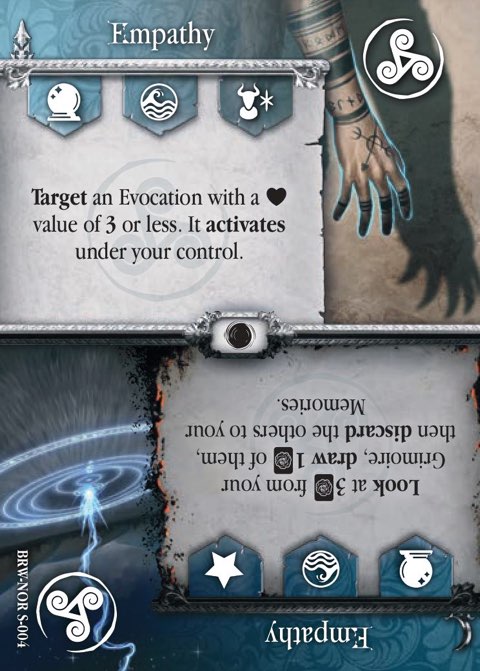 Empathy
Target an Evocation with a ♥
value of 3 or less. It activates
under your control.
Look at 3 from your
Grimoire, draw 1 of them,
then discard the others to your
Memories.
Empathy
BRW-NOR S-004